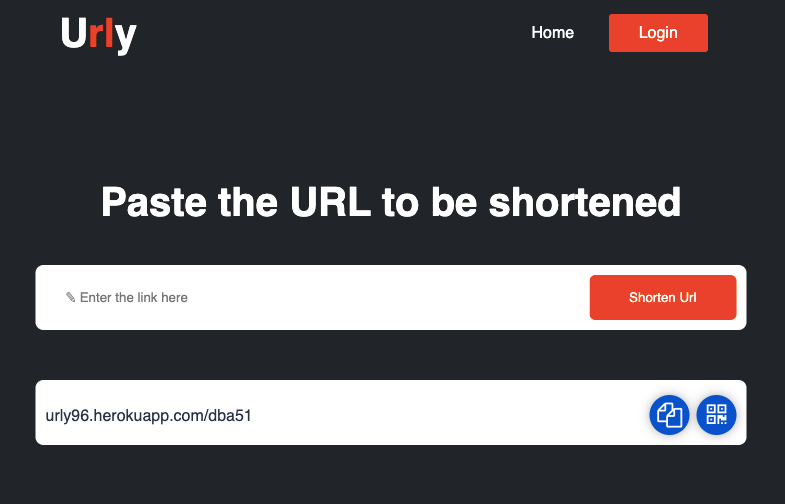 Urly
Home
Login
Paste the URL to be shortened
✎ Enter the link here
Shorten Url
urly96.herokuapp.com/dba51